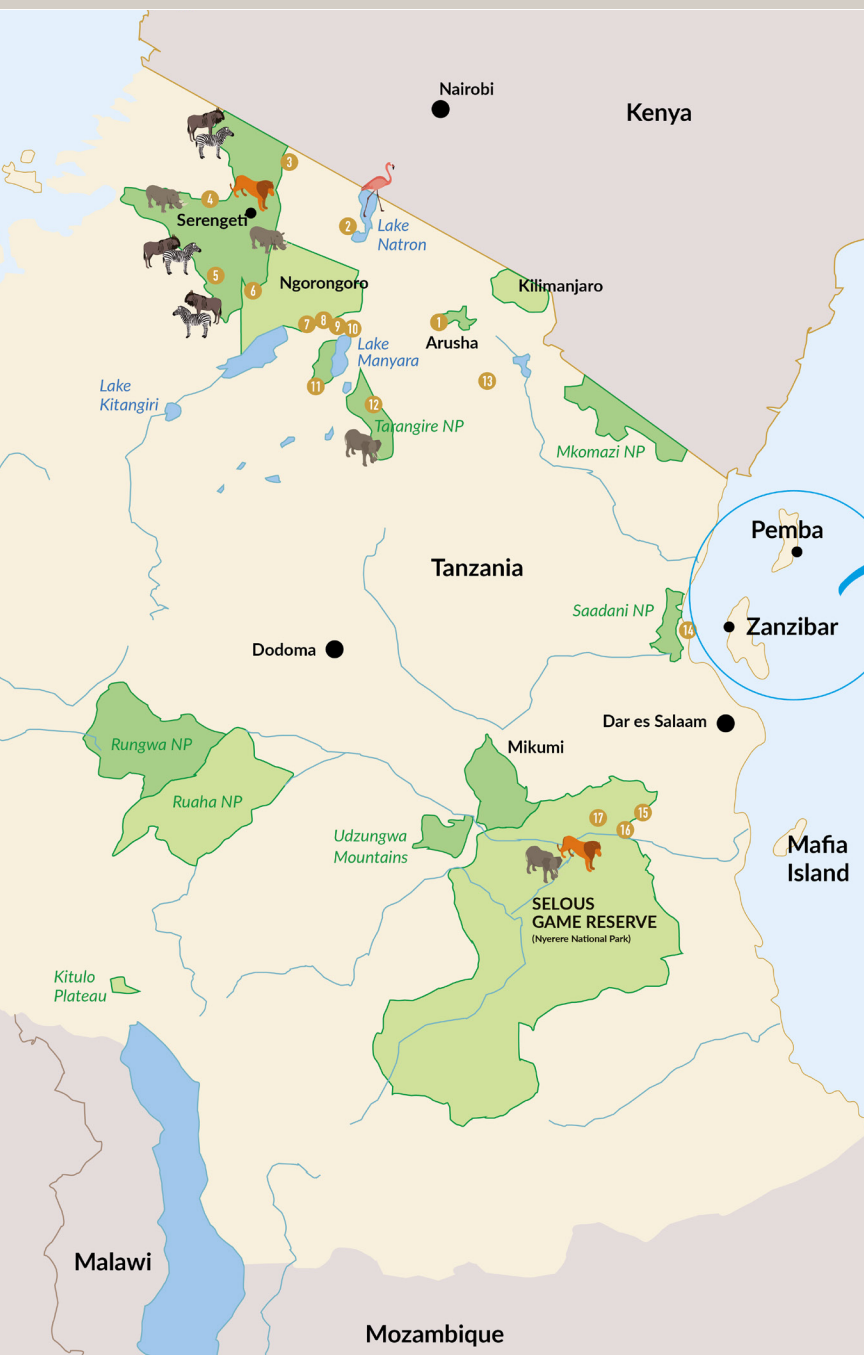 Nairobi
Kenya
3
4
Serengeti
2
Lake
Natron
5
6
Ngorongoro
Kilimanjaro
7
8
9
10
1
Arusha
Lake
Manyara
Lake
Kitangiri
11
12
13
Tarangire NP
Mkomazi NP
Pemba
Tanzania
Saadani NP
14
Zanzibar
Dodoma
Dar es Salaam
Rungwa NP
Mikumi
Ruaha NP
17
15
16
Udzungwa
Mountains
Mafia
Island
SELOUS
GAME RESERVE
(Nyerere National Park)
Kitulo
Plateau
Malawi
Mozambique